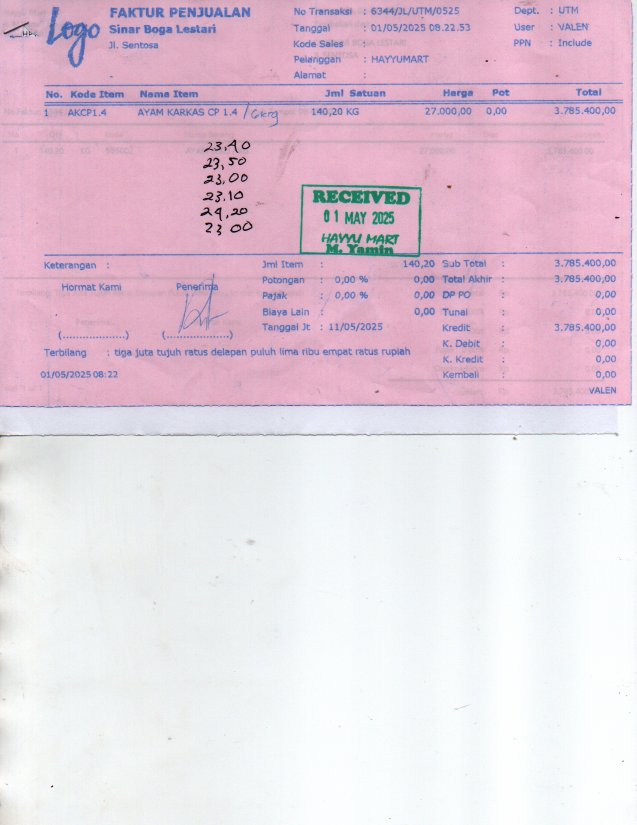 Logo
FAKTUR PENJUALAN
Sinar Boga Lestari
Jl. Sentosa
-
No Transaksi : 6344/JL/UTM/0525
Tanggal : 01/05/2025 08.22.53
Kode Sales :
Pelanggan : HAYYUMART
Alamat :
Dept. : UTM
User : VALEN
PPN : Include
No. Kode Item Nama Item Jml Satuan Harga Pot Total
1 AKCP1.4 AYAM KARKAS CP 1.4 140,20 KG 27.000,00 0,00 3.785.400,00
23,40
23,50
23,00
23,10
24,20
23 00
RECEIVED
01 MAY 2025
HAYYU MART
M. Yamin
Keterangan :
Hormat Kami Penerima
(..................) (..................)
Jml Item : 140,20
Potongan : 0,00 % 0,00
Pajak : 0,00 % 0,00
Biaya Lain : 0,00
Tanggal Jt : 11/05/2025
Sub Total : 3.785.400,00
Total Akhir : 3.785.400,00
DP PO : 0,00
Tunai : 0,00
Kredit : 3.785.400,00
K. Debit : 0,00
K. Kredit : 0,00
Kembali : 0,00
Terbilang : tiga juta tujuh ratus delapan puluh lima ribu empat ratus rupiah
01/05/2025 08:22
VALEN